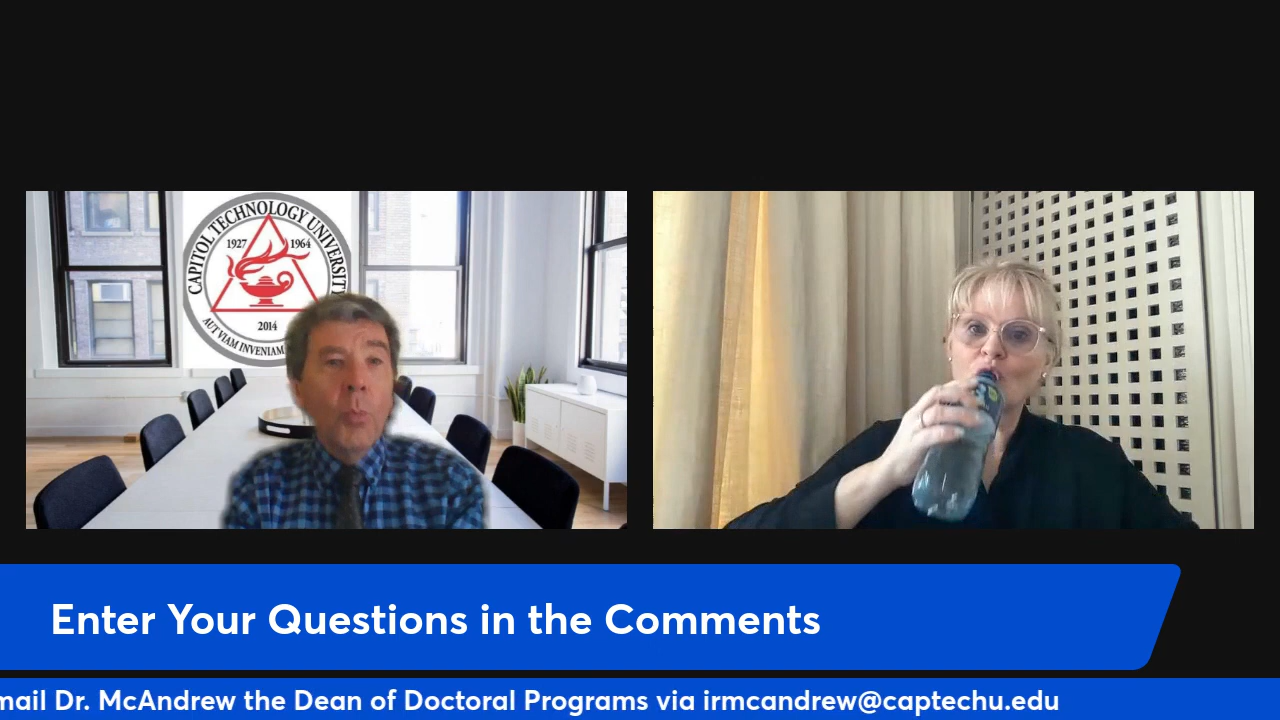 CAPITOL TECHNOLOGY UNIVERSITY
1927 1964
2014
AUT VIAM INVENIAM
Enter Your Questions in the Comments
mail Dr. McAndrew the Dean of Doctoral Programs via irmcandrew@captechu.edu